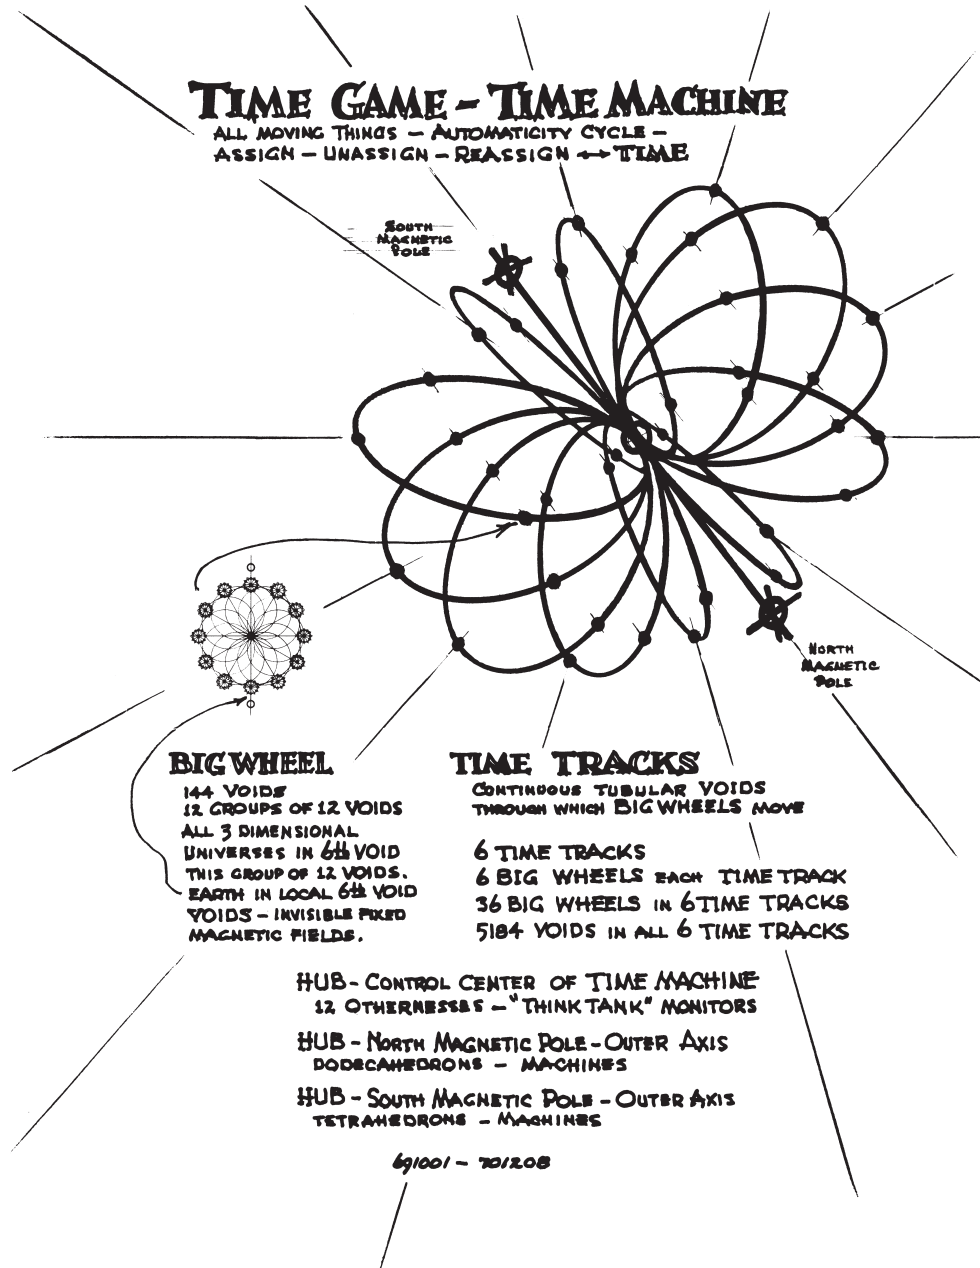 TIME GAME - TIME MACHINE
ALL MOVING THINGS - AUTOMATICITY CYCLE -
ASSIGN - UNASSIGN - REASSIGN ↔ TIME
SOUTH
MAGNETIC
POLE
NORTH
MAGNETIC
POLE
BIG WHEEL
144 VOIDS
12 GROUPS OF 12 VOIDS
ALL 3 DIMENSIONAL
UNIVERSES IN 6th VOID
THIS GROUP OF 12 VOIDS.
EARTH IN LOCAL 6th VOID
VOIDS - INVISIBLE FIXED
MAGNETIC FIELDS.
TIME TRACKS
CONTINUOUS TUBULAR VOIDS
THROUGH WHICH BIG WHEELS MOVE
6 TIME TRACKS
6 BIG WHEELS EACH TIME TRACK
36 BIG WHEELS IN 6 TIME TRACKS
5184 VOIDS IN ALL 6 TIME TRACKS
HUB - CONTROL CENTER OF TIME MACHINE
12 OTHERNESSES - "THINK TANK" MONITORS
HUB - NORTH MAGNETIC POLE - OUTER AXIS
DODECAHEDRONS - MACHINES
HUB - SOUTH MAGNETIC POLE - OUTER AXIS
TETRAHEDRONS - MACHINES
691001 - 701208